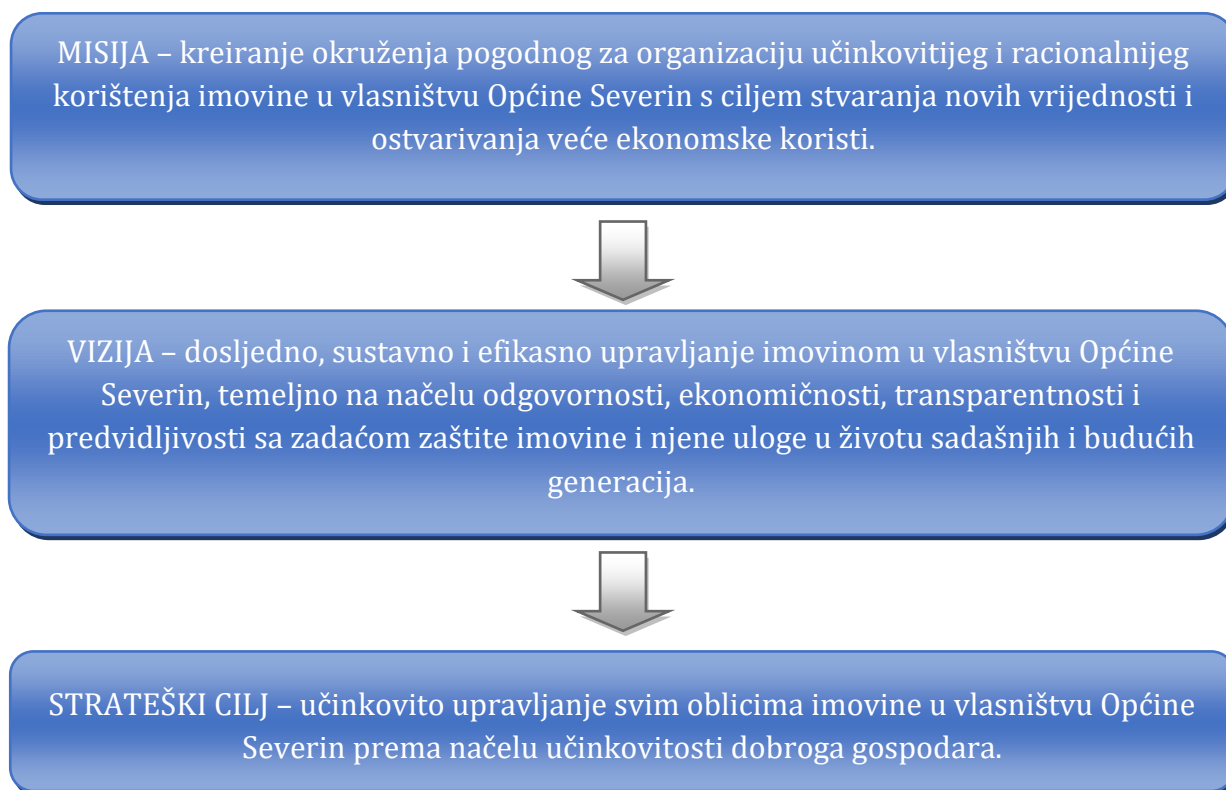 MISIJA – kreiranje okruženja pogodnog za organizaciju učinkovitijeg i racionalnijeg
korištenja imovine u vlasništvu Općine Severin s ciljem stvaranja novih vrijednosti i
ostvarivanja veće ekonomske koristi.
VIZIJA – dosljedno, sustavno i efikasno upravljanje imovinom u vlasništvu Općine
Severin, temeljno na načelu odgovornosti, ekonomičnosti, transparentnosti i
predvidljivosti sa zadaćom zaštite imovine i njene uloge u životu sadašnjih i budućih
generacija.
STRATEŠKI CILJ – učinkovito upravljanje svim oblicima imovine u vlasništvu Općine
Severin prema načelu učinkovitosti dobroga gospodara.